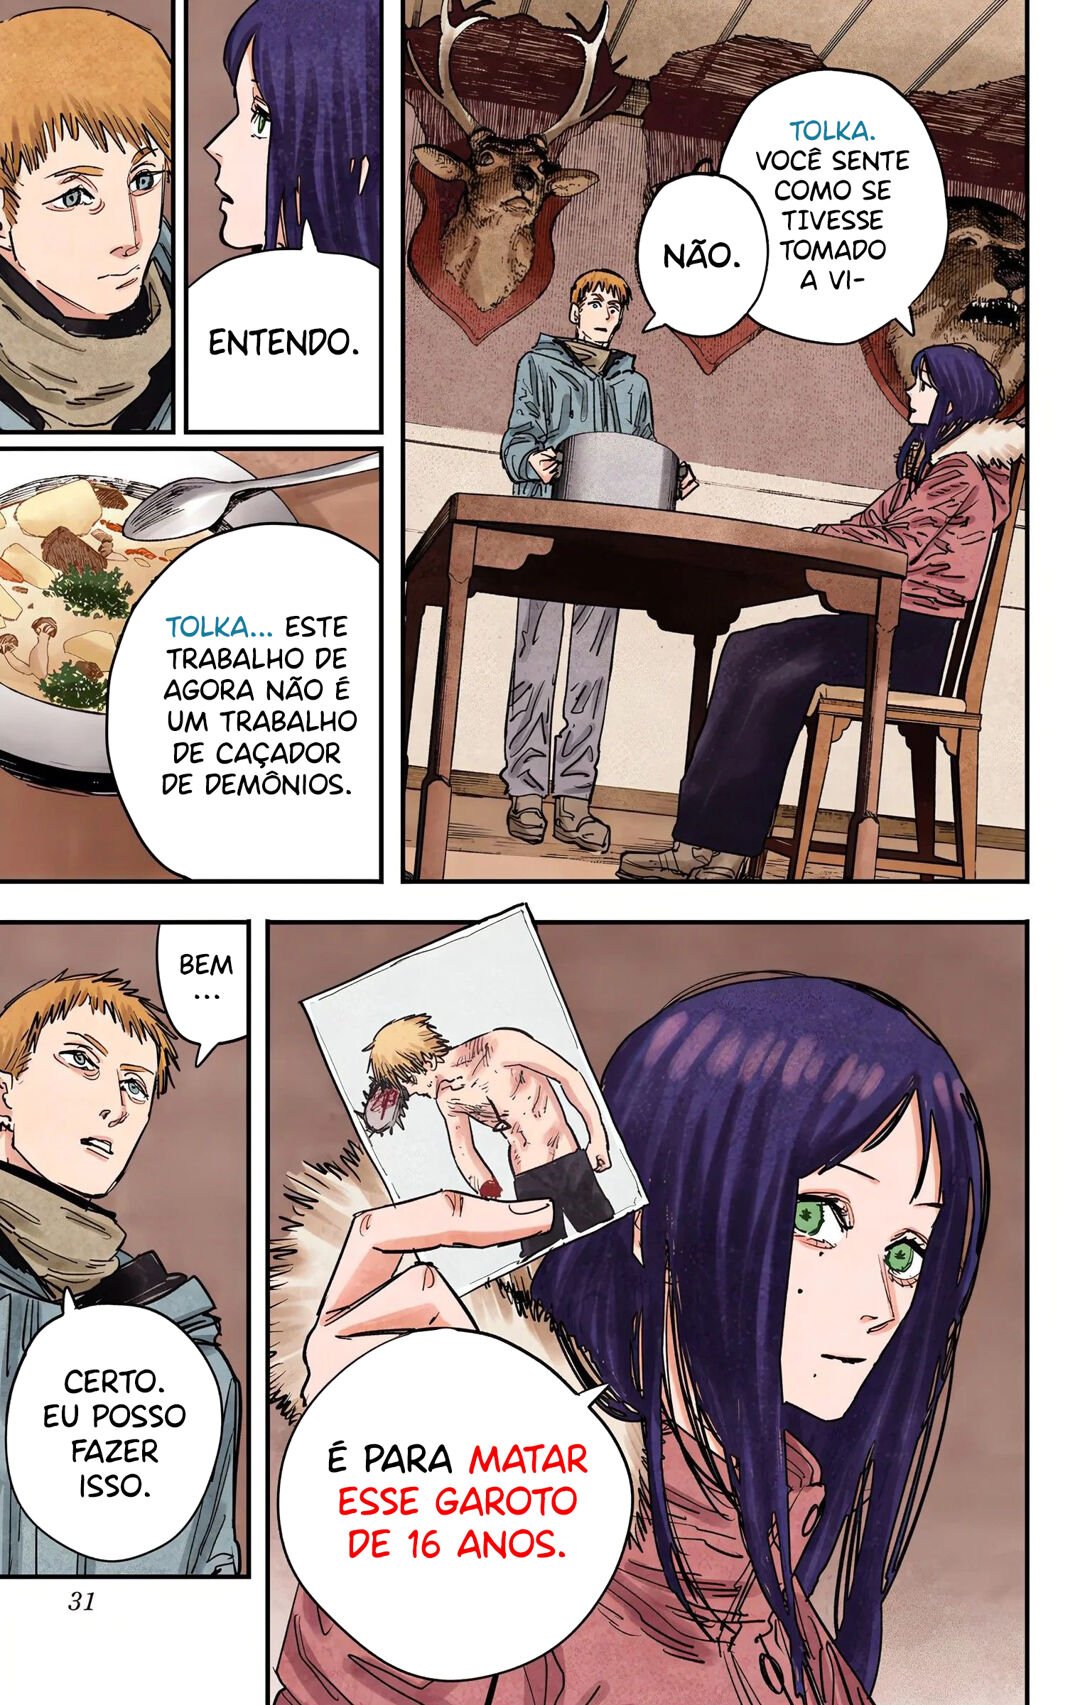 TOLKA.
VOCÊ SENTE
COMO SE
TIVESSE
TOMADO
A VI-
NÃO.
ENTENDO.
TOLKA... ESTE
TRABALHO DE
AGORA NÃO É
UM TRABALHO
DE CAÇADOR
DE DEMÔNIOS.
É PARA MATAR
ESSE GAROTO
DE 16 ANOS.
BEM
...
CERTO.
EU POSSO
FAZER
ISSO.
31